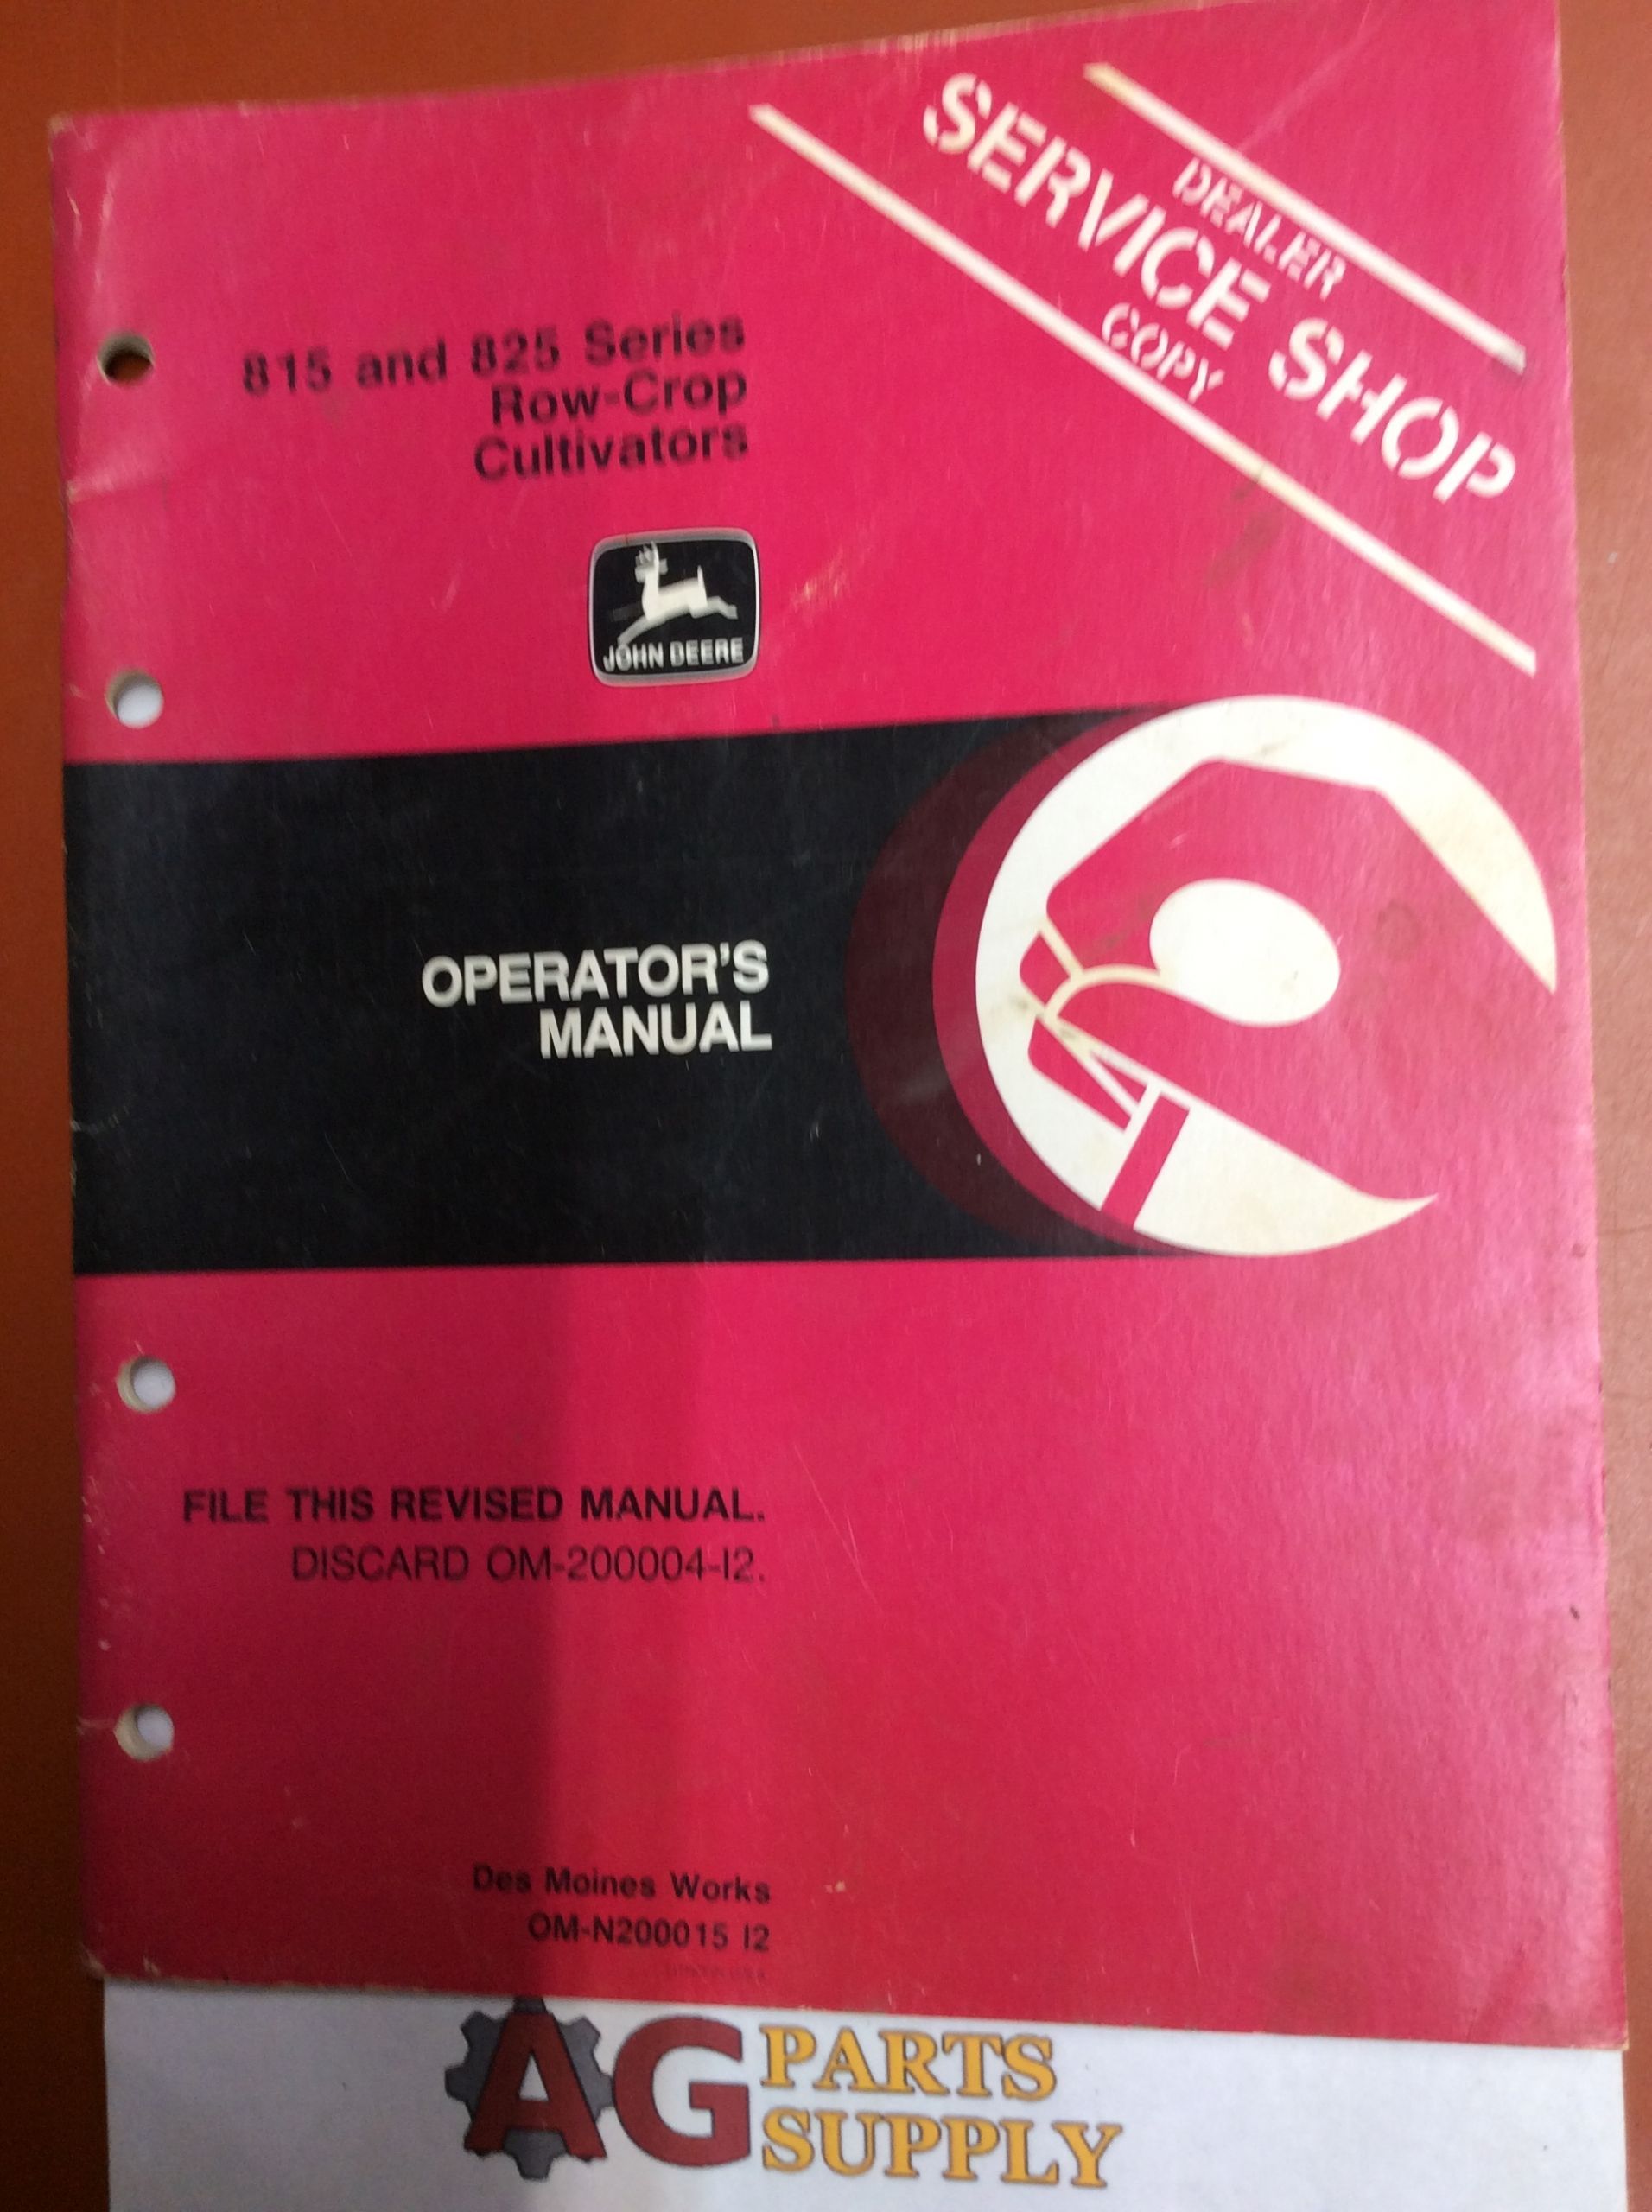 DEALER
SERVICE SHOP
COPY
815 and 825 Series
Row-Crop
Cultivators
JOHN DEERE
OPERATOR'S
MANUAL
FILE THIS REVISED MANUAL.
DISCARD OM-200004-I2.
Des Moines Works
OM-N200015 I2
AG PARTS
SUPPLY